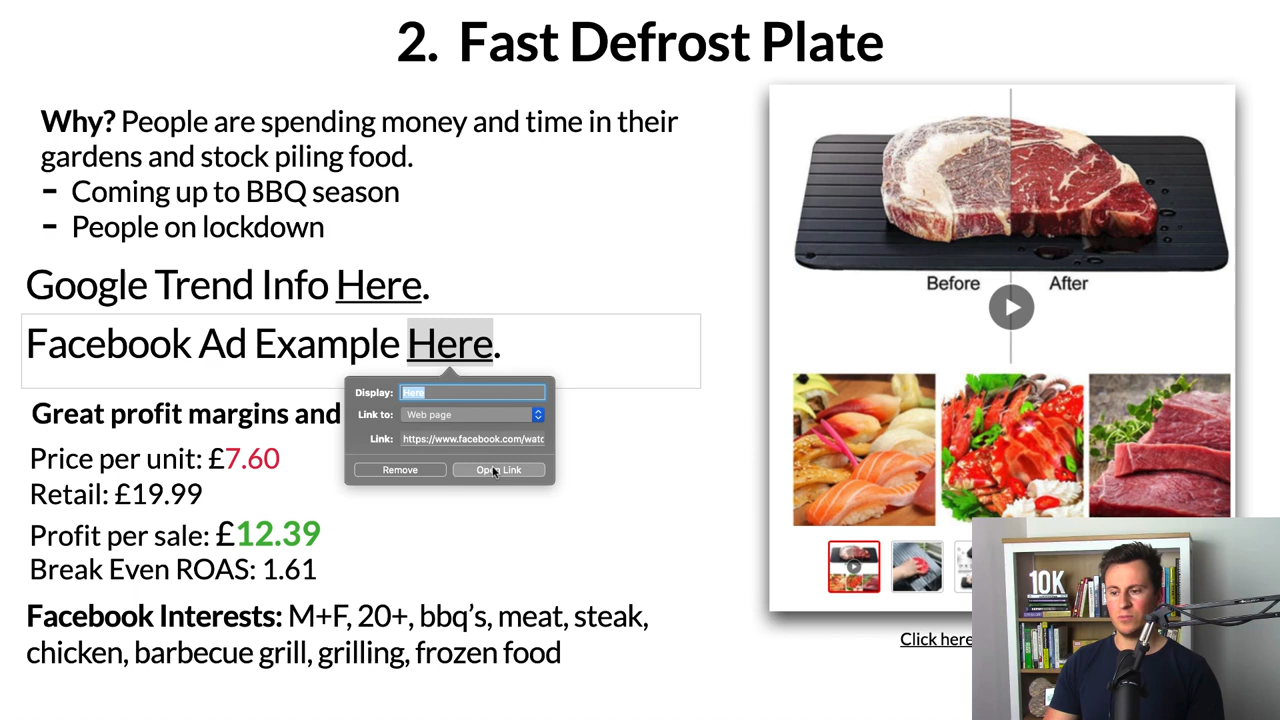 2. Fast Defrost Plate
Why? People are spending money and time in their
gardens and stock piling food.
- Coming up to BBQ season
- People on lockdown
Google Trend Info Here.
Facebook Ad Example Here.
Display: Here
Link to: Web page
Link: https://www.facebook.com/watc
Remove
Open Link
Great profit margins and
Price per unit: £7.60
Retail: £19.99
Profit per sale: £12.39
Break Even ROAS: 1.61
Facebook Interests: M+F, 20+, bbq's, meat, steak,
chicken, barbecue grill, grilling, frozen food
Before
After
Click here
10K